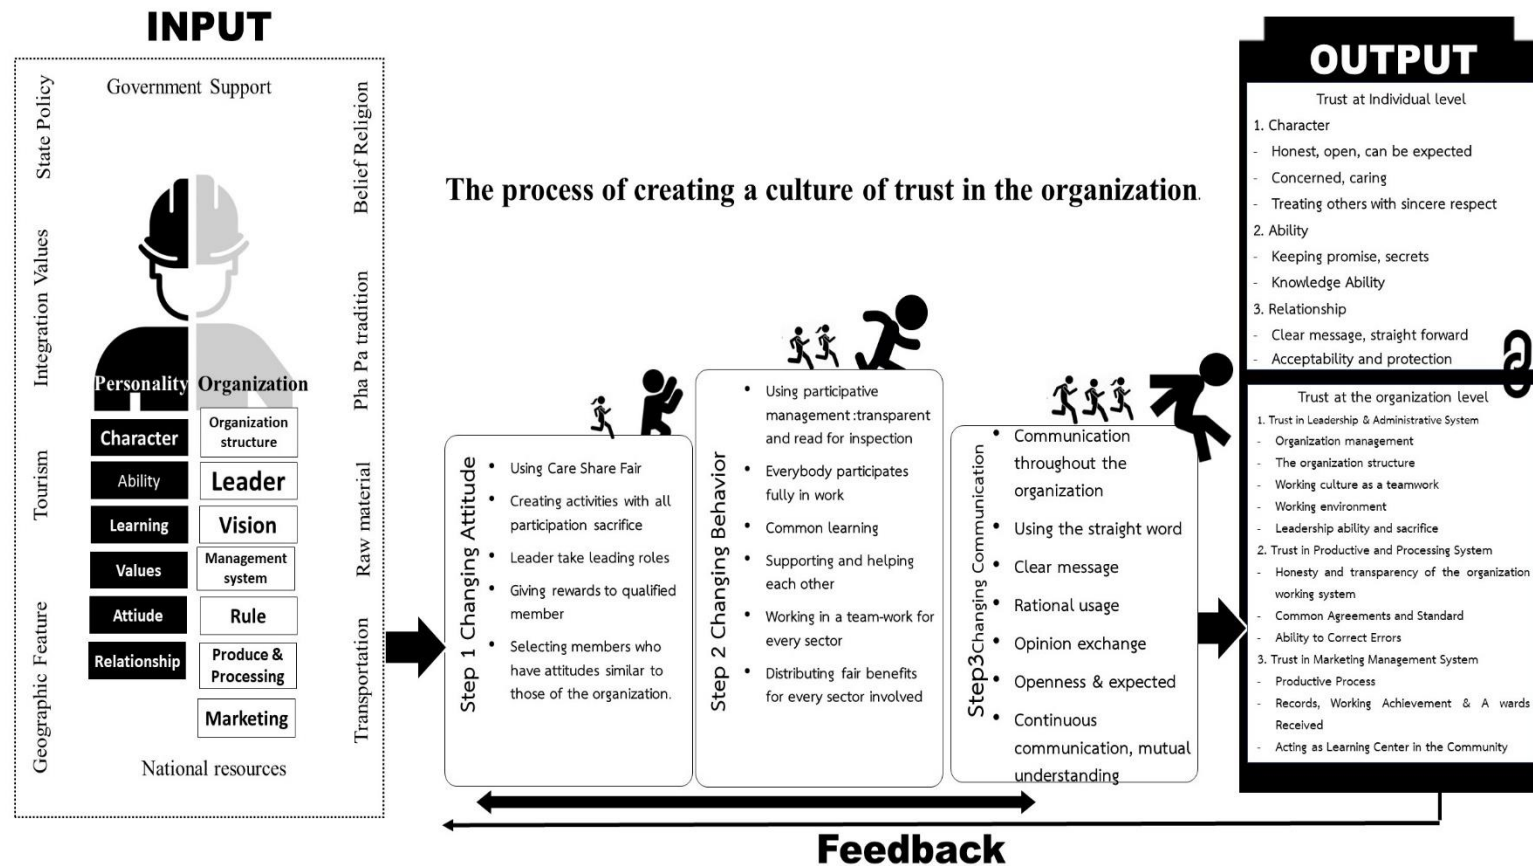 INPUT
Government Support
State Policy
Integration Values
Tourism
Geographic Feature
Belief Religion
Pha Pa tradition
Raw material
Transportation
Personality
Character
Ability
Learning
Values
Attiude
Relationship
Organization
Organization
structure
Leader
Vision
Management
system
Rule
Produce &
Processing
Marketing
National resources
The process of creating a culture of trust in the organization.
Step 1 Changing Attitude
• Using Care Share Fair
• Creating activities with all
participation sacrifice
• Leader take leading roles
• Giving rewards to qualified
member
• Selecting members who
have attitudes similar to
those of the organization.
Step 2 Changing Behavior
• Using participative
management :transparent
and read for inspection
• Everybody participates
fully in work
• Common learning
• Supporting and helping
each other
• Working in a team-work for
every sector
• Distributing fair benefits
for every sector involved
Step3Changing Communication
• Communication
throughout the
organization
• Using the straight word
• Clear message
• Rational usage
• Opinion exchange
• Openness & expected
• Continuous
communication, mutual
understanding
OUTPUT
Trust at Individual level
1. Character
- Honest, open, can be expected
- Concerned, caring
- Treating others with sincere respect
2. Ability
- Keeping promise, secrets
- Knowledge Ability
3. Relationship
- Clear message, straight forward
- Acceptability and protection
Trust at the organization level
1. Trust in Leadership & Administrative System
- Organization management
- The organization structure
- Working culture as a teamwork
- Working environment
- Leadership ability and sacrifice
2. Trust in Productive and Processing System
- Honesty and transparency of the organization
working system
- Common Agreements and Standard
- Ability to Correct Errors
3. Trust in Marketing Management System
- Productive Process
- Records, Working Achievement & A wards
Received
- Acting as Learning Center in the Community
Feedback